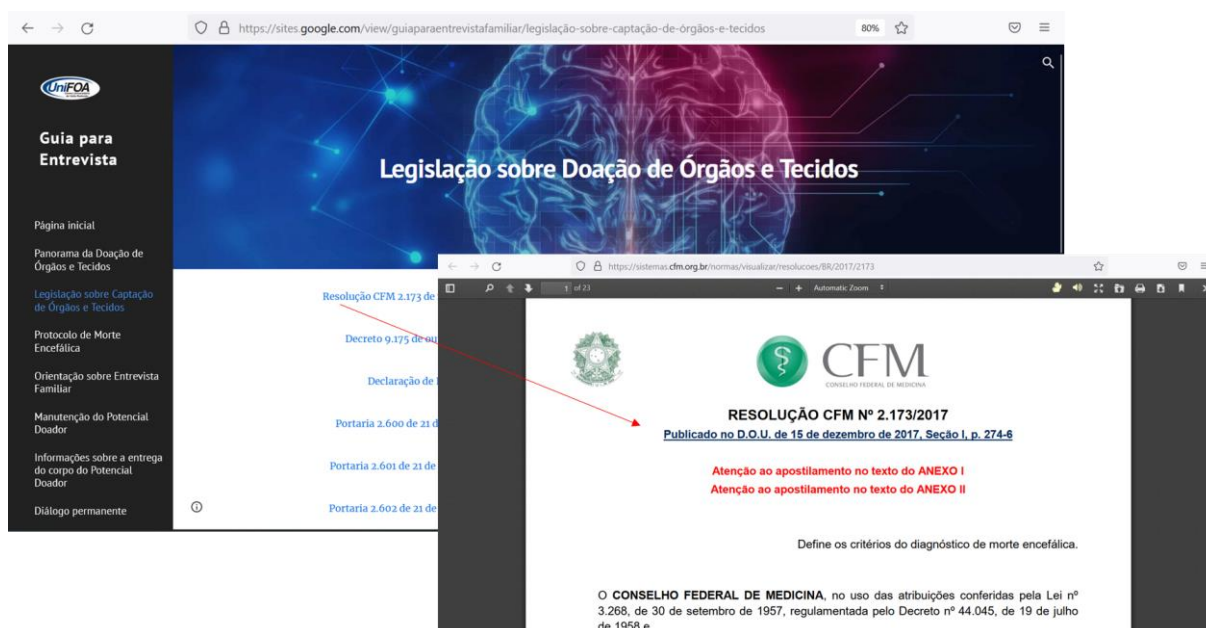 https://sites.google.com/view/guiaparaentrevistafamiliar/legislação-sobre-captação-de-órgãos-e-tecidos
80%
UniFOA
Guia para
Entrevista
Página inicial
Panorama da Doação de
Órgãos e Tecidos
Legislação sobre Captação
de Órgãos e Tecidos
Protocolo de Morte
Encefálica
Orientação sobre Entrevista
Familiar
Manutenção do Potencial
Doador
Informações sobre a entrega
do corpo do Potencial
Doador
Diálogo permanente
Legislação sobre Doação de Órgãos e Tecidos
Resolução CFM 2.173 de
Decreto 9.175 de ou
Declaração de
Portaria 2.600 de 21 d
Portaria 2.601 de 21 de
Portaria 2.602 de 21 de
https://sistemas.cfm.org.br/normas/visualizar/resolucoes/BR/2017/2173
1 of 23
Automatic Zoom
CFM
CONSELHO FEDERAL DE MEDICINA
RESOLUÇÃO CFM Nº 2.173/2017
Publicado no D.O.U. de 15 de dezembro de 2017, Seção I, p. 274-6
Atenção ao apostilamento no texto do ANEXO I
Atenção ao apostilamento no texto do ANEXO II
Define os critérios do diagnóstico de morte encefálica.
O CONSELHO FEDERAL DE MEDICINA, no uso das atribuições conferidas pela Lei nº
3.268, de 30 de setembro de 1957, regulamentada pelo Decreto nº 44.045, de 19 de julho
de 1958 e